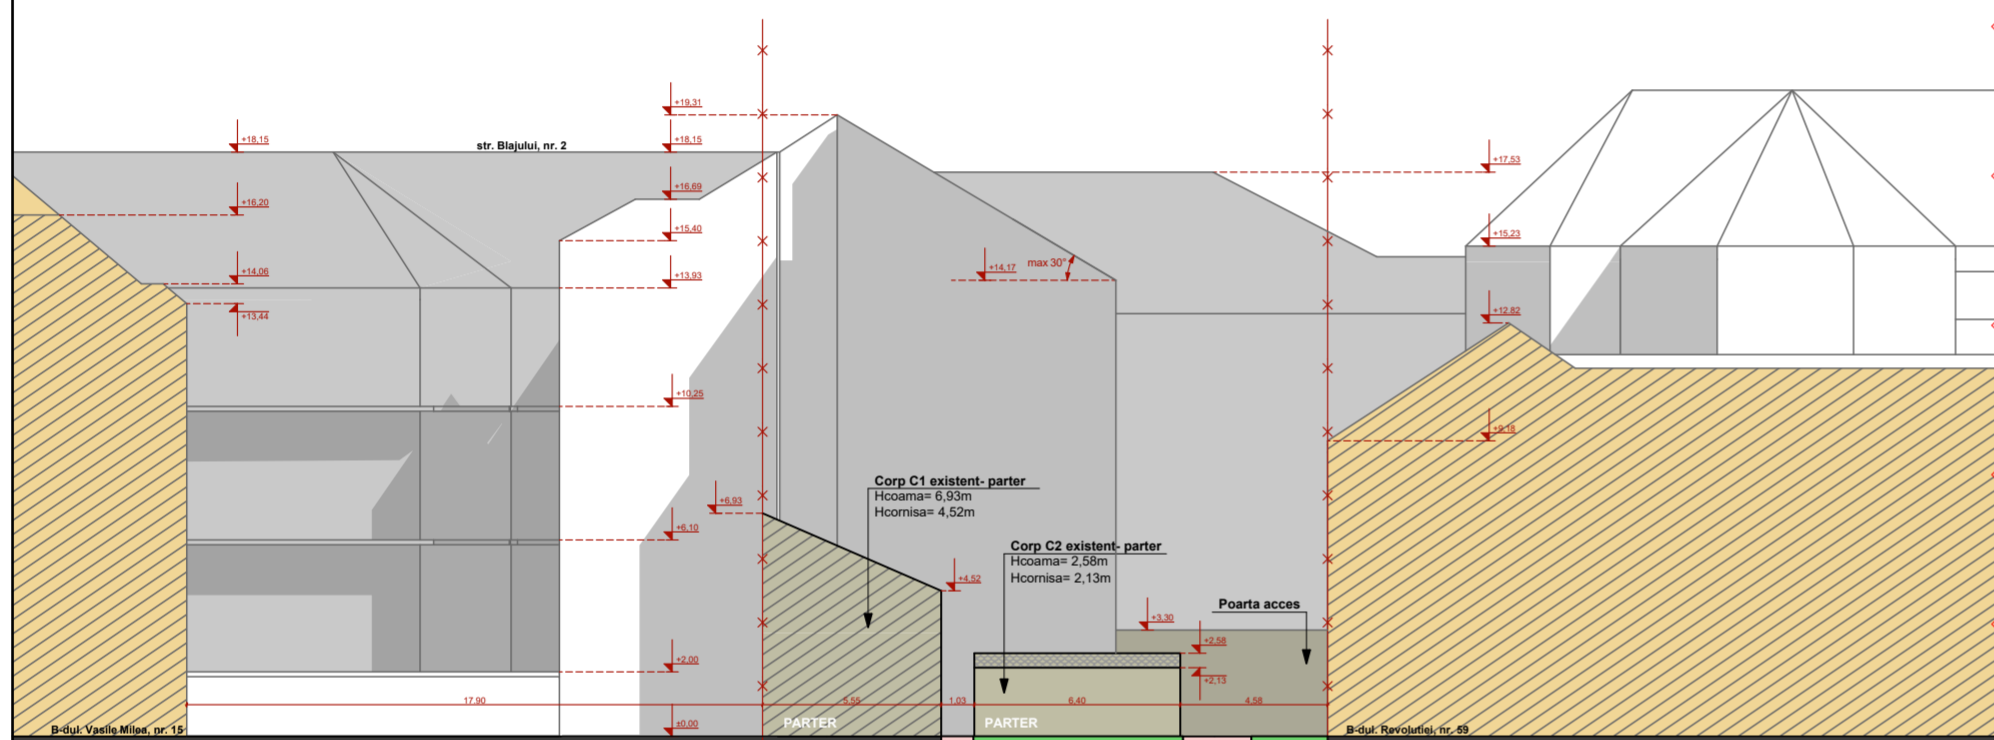 +19,31
+18,15
+18,15
str. Blajului, nr. 2
+17,53
+16,69
+16,20
+15,40
+15,23
+14,06
+13,93
+14,17
max 30°
+13,44
+12.82
+10,25
+9,18
Corp C1 existent- parter
Hcoama= 6,93m
Hcornisa= 4,52m
+6,93
+6,10
Corp C2 existent- parter
Hcoama= 2,58m
Hcornisa= 2,13m
+4,52
Poarta acces
+3,30
+2,58
+2,00
+2,13
17.90
5,55
1,03
6,40
4,58
±0,00
PARTER
PARTER
B-dul. Vasile Milea, nr. 15
B-dul. Revolutiei, nr. 59